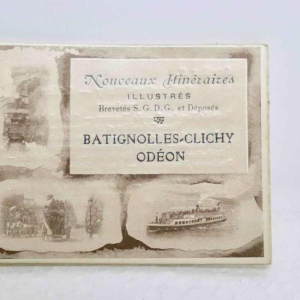 Nouveaux Itinéraires
ILLUSTRÉS
Brevetés S.G.D.G. et Déposés
BATIGNOLLES-CLICHY
ODÉON